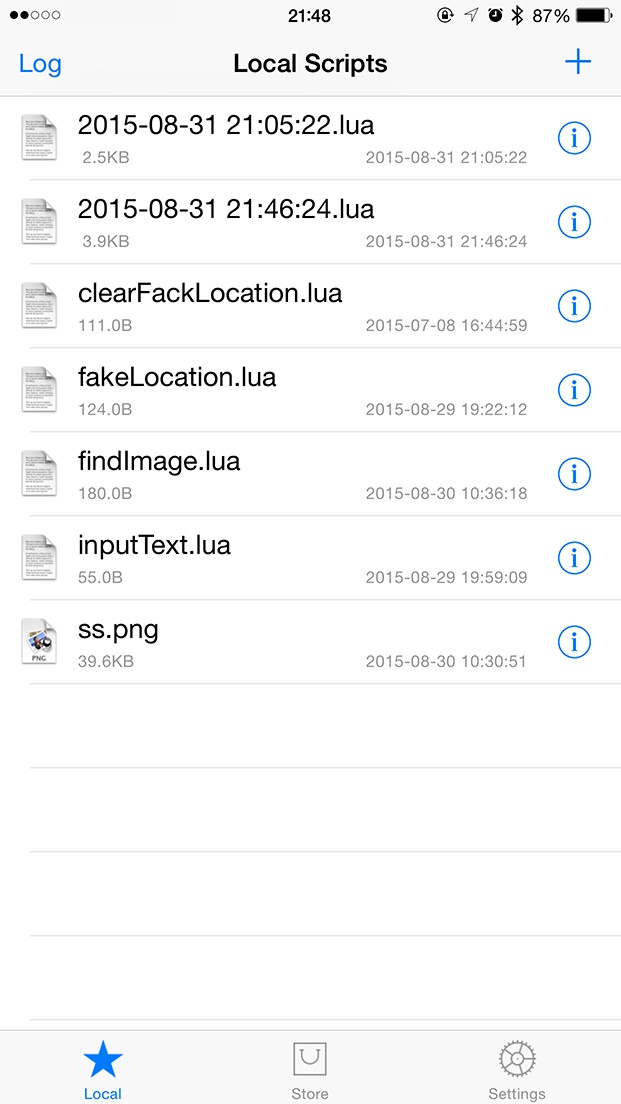 21:48
87%
Log
Local Scripts
2015-08-31 21:05:22.lua
2.5KB
2015-08-31 21:05:22
2015-08-31 21:46:24.lua
3.9KB
2015-08-31 21:46:24
clearFackLocation.lua
111.0B
2015-07-08 16:44:59
fakeLocation.lua
124.0B
2015-08-29 19:22:12
findImage.lua
180.0B
2015-08-30 10:36:18
inputText.lua
55.0B
2015-08-29 19:59:09
PNG
ss.png
39.6KB
2015-08-30 10:30:51
Local
Store
Settings